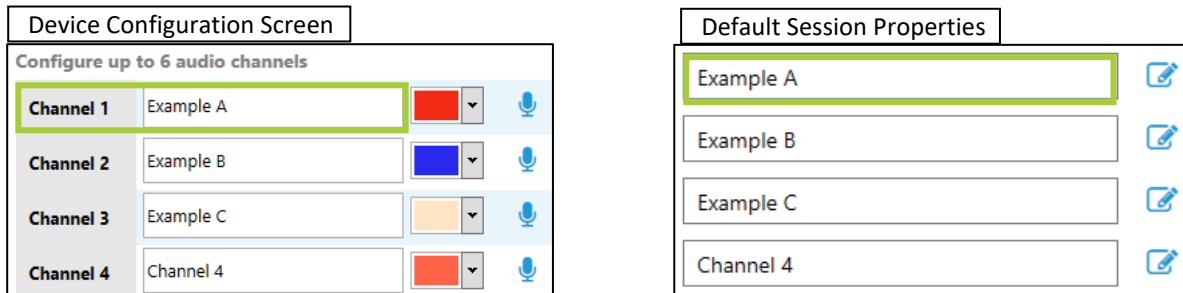 Device Configuration Screen
Configure up to 6 audio channels
Channel 1 Example A
Channel 2 Example B
Channel 3 Example C
Channel 4 Channel 4
Default Session Properties
Example A
Example B
Example C
Channel 4